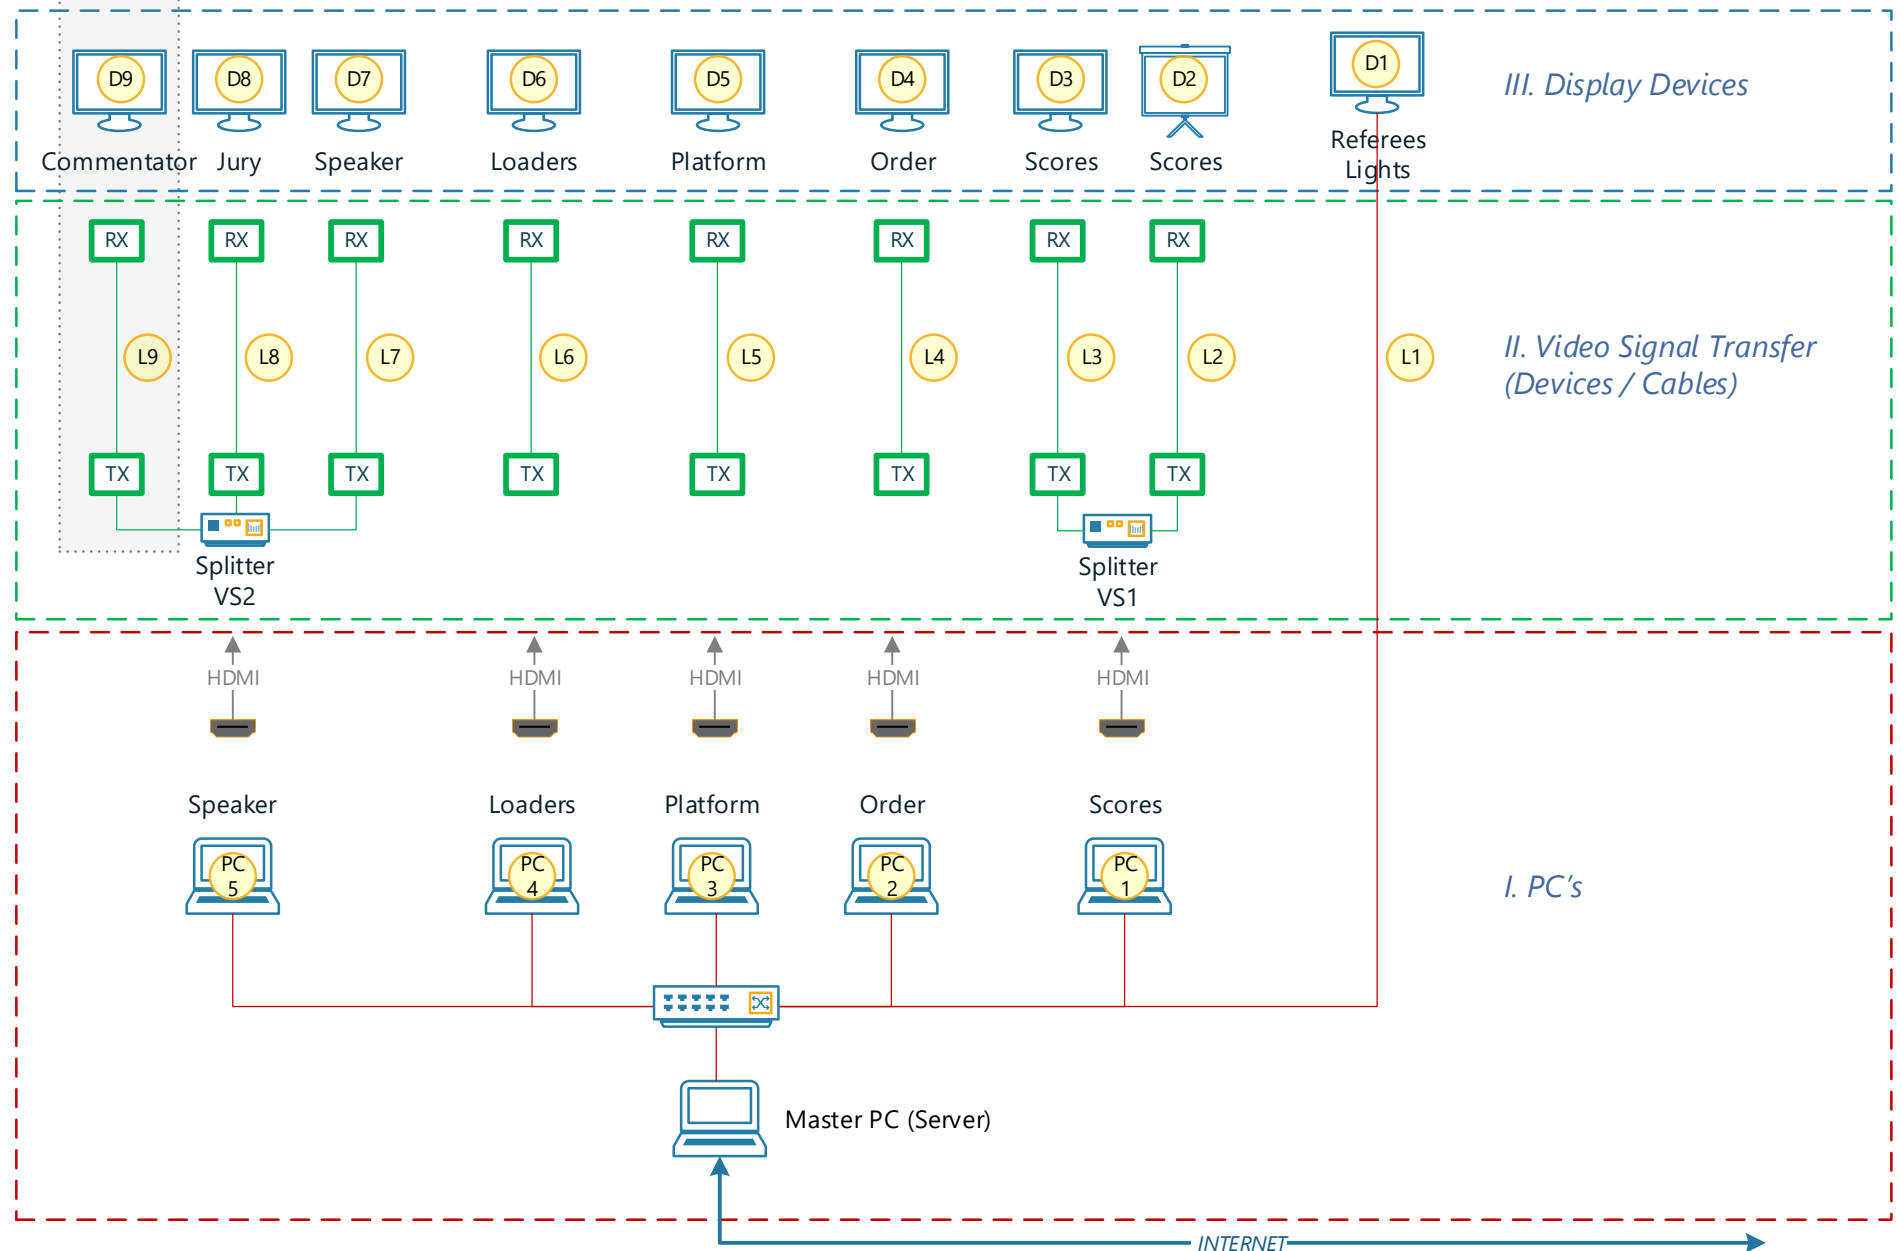 D9
D8
D7
D6
D5
D4
D3
D2
D1
III. Display Devices
Commentator
Jury
Speaker
Loaders
Platform
Order
Scores
Scores
Referees
Lights
RX
RX
RX
RX
RX
RX
RX
RX
L9
L8
L7
L6
L5
L4
L3
L2
L1
II. Video Signal Transfer
(Devices / Cables)
TX
TX
TX
TX
TX
TX
TX
TX
Splitter
VS2
Splitter
VS1
HDMI
HDMI
HDMI
HDMI
HDMI
Speaker
Loaders
Platform
Order
Scores
PC
5
PC
4
PC
3
PC
2
PC
1
I. PC's
Master PC (Server)
INTERNET